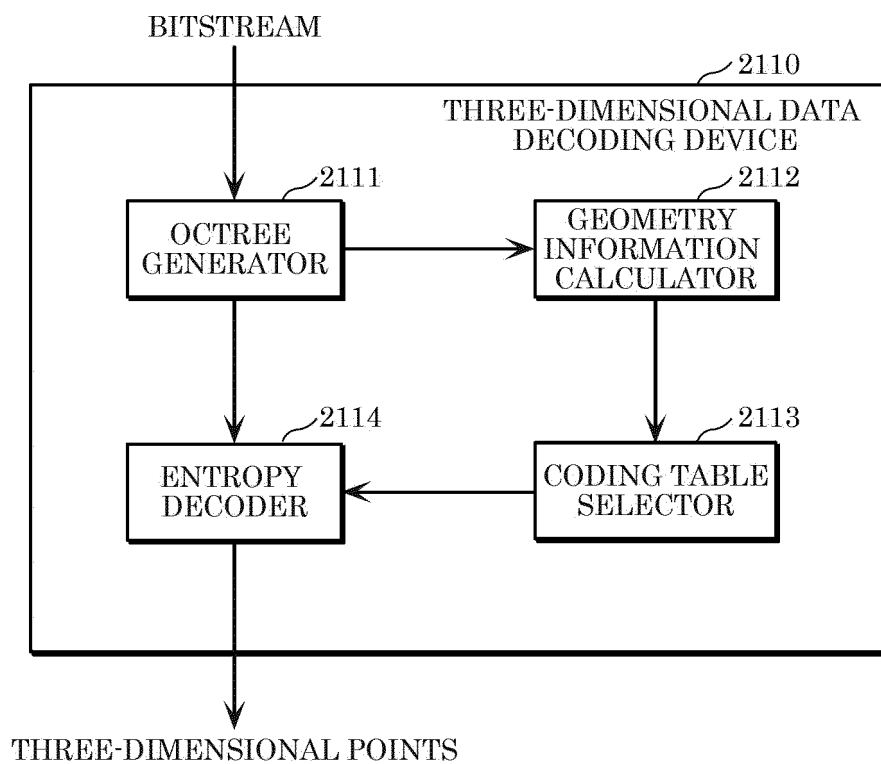 BITSTREAM
2110
THREE-DIMENSIONAL DATA
DECODING DEVICE
2111
OCTREE
GENERATOR
2112
GEOMETRY
INFORMATION
CALCULATOR
2114
ENTROPY
DECODER
2113
CODING TABLE
SELECTOR
THREE-DIMENSIONAL POINTS